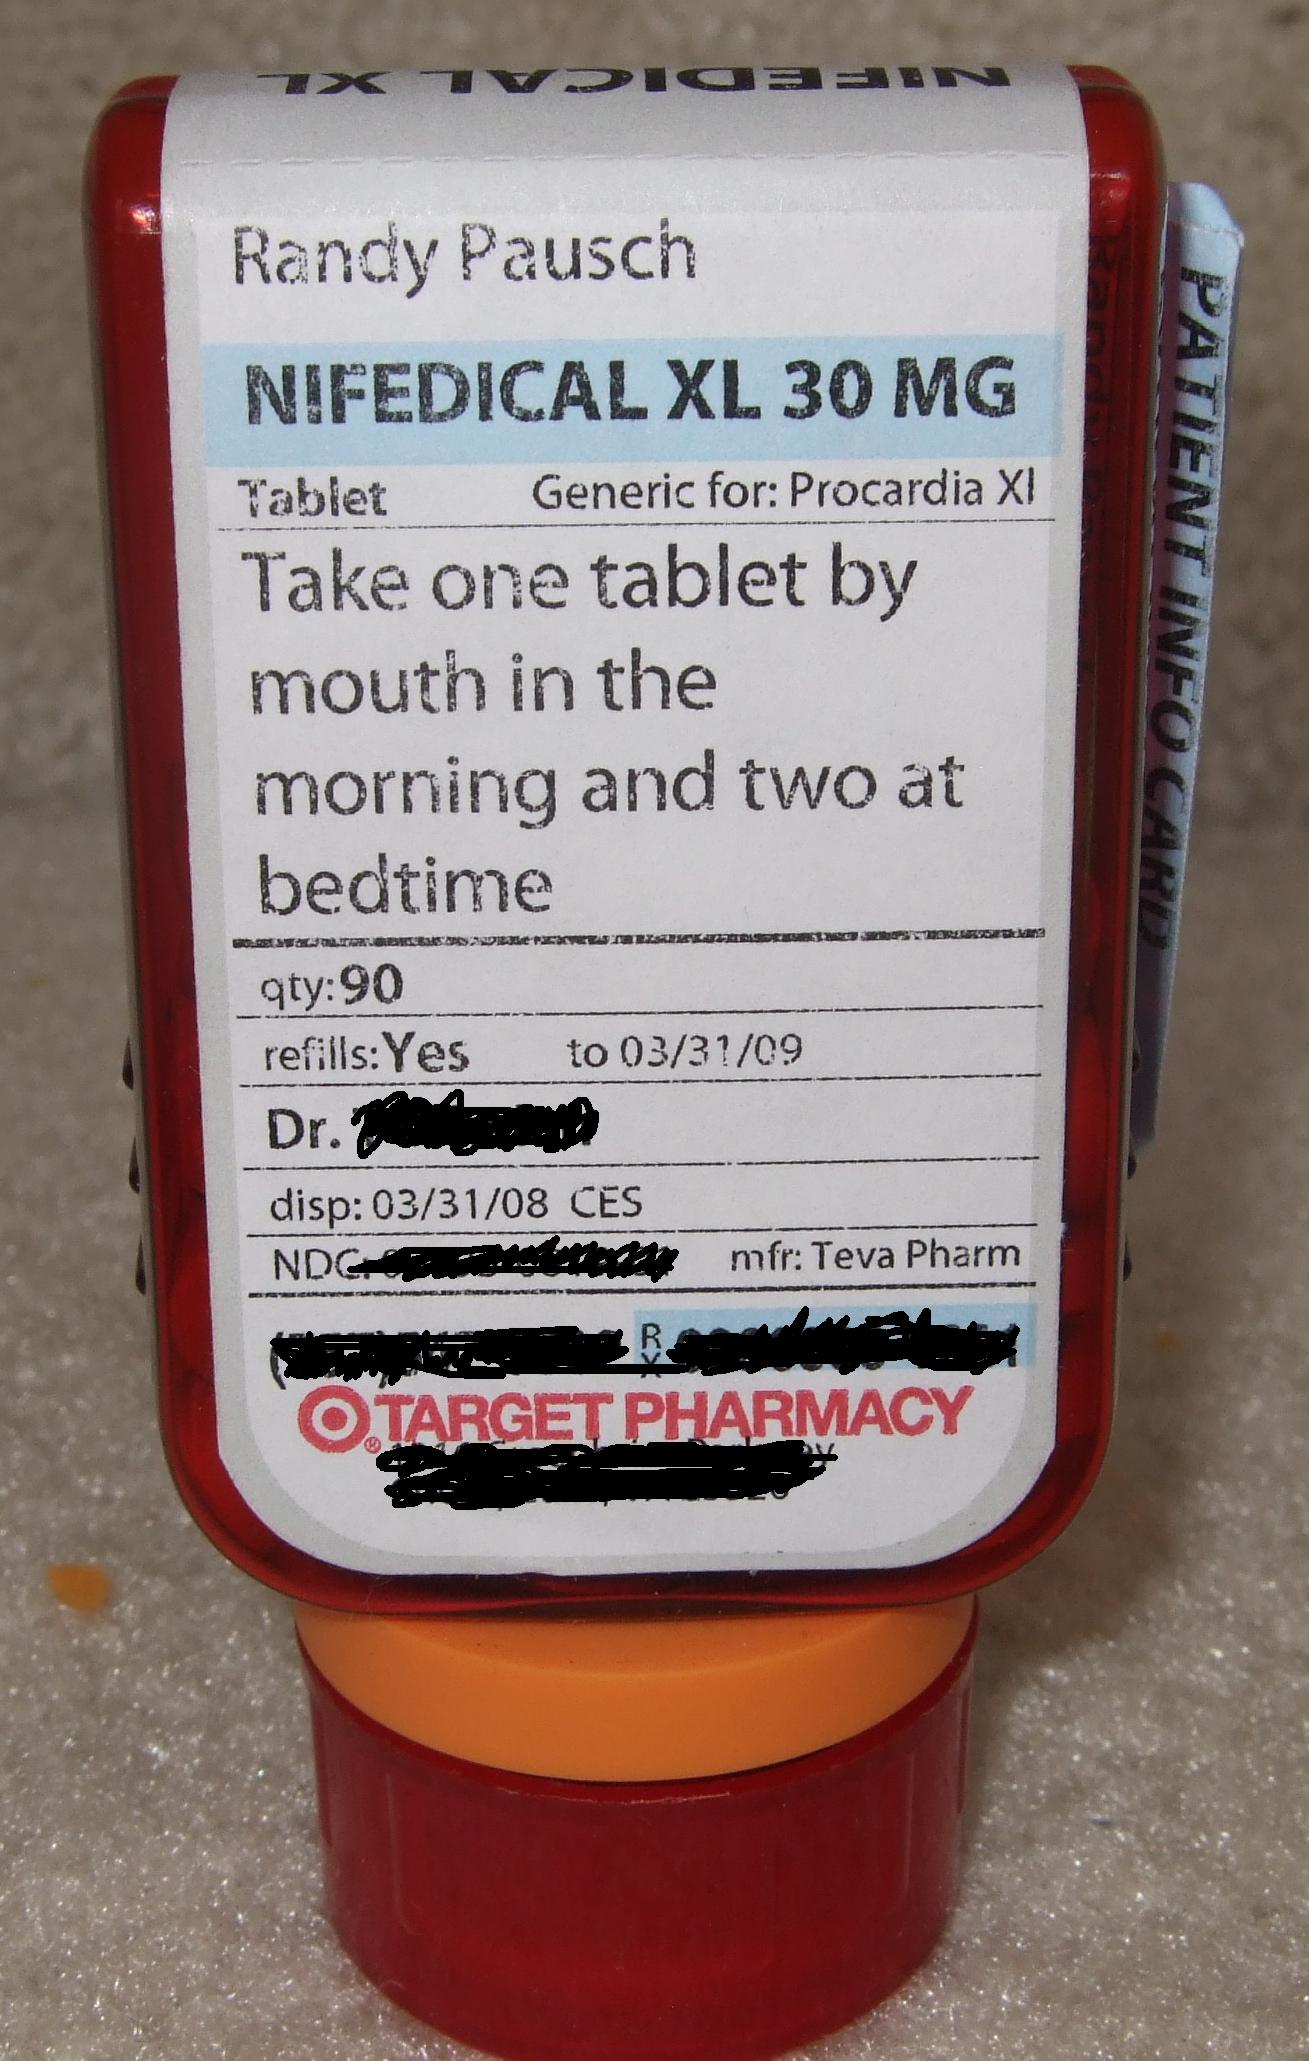 NIFEDICAL XL
Randy Pausch
NIFEDICAL XL 30 MG
Tablet Generic for: Procardia Xl
Take one tablet by
mouth in the
morning and two at
bedtime
qty: 90
refills: Yes to 03/31/09
Dr.
disp: 03/31/08 CES
NDC: mfr: Teva Pharm
Rx
TARGET PHARMACY
PATIENT INFO CARD